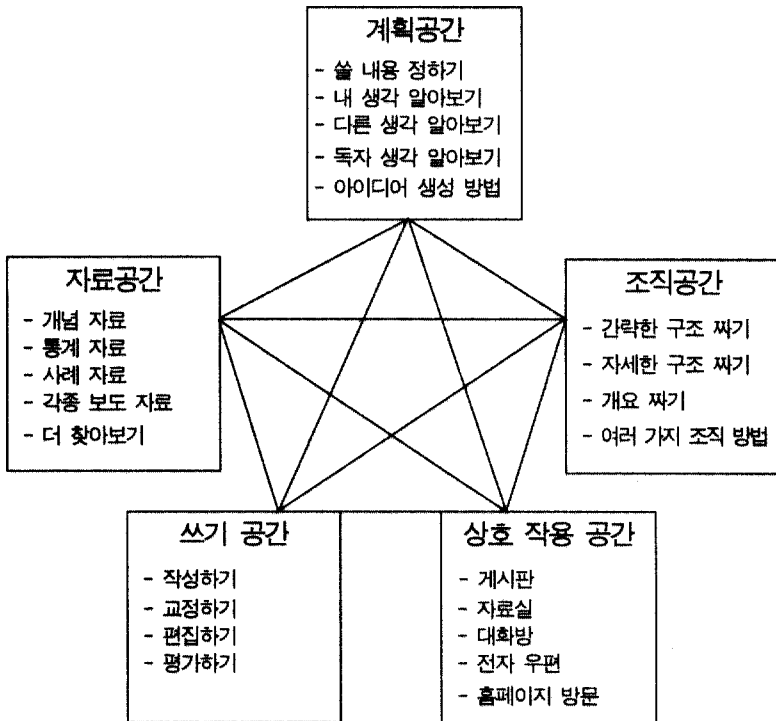 계획공간
- 쓸 내용 정하기
- 내 생각 알아보기
- 다른 생각 알아보기
- 독자 생각 알아보기
- 아이디어 생성 방법
자료공간
- 개념 자료
- 통계 자료
- 사례 자료
- 각종 보도 자료
- 더 찾아보기
조직공간
- 간략한 구조 짜기
- 자세한 구조 짜기
- 개요 짜기
- 여러 가지 조직 방법
쓰기 공간
- 작성하기
- 교정하기
- 편집하기
- 평가하기
상호 작용 공간
- 게시판
- 자료실
- 대화방
- 전자 우편
- 홈페이지 방문